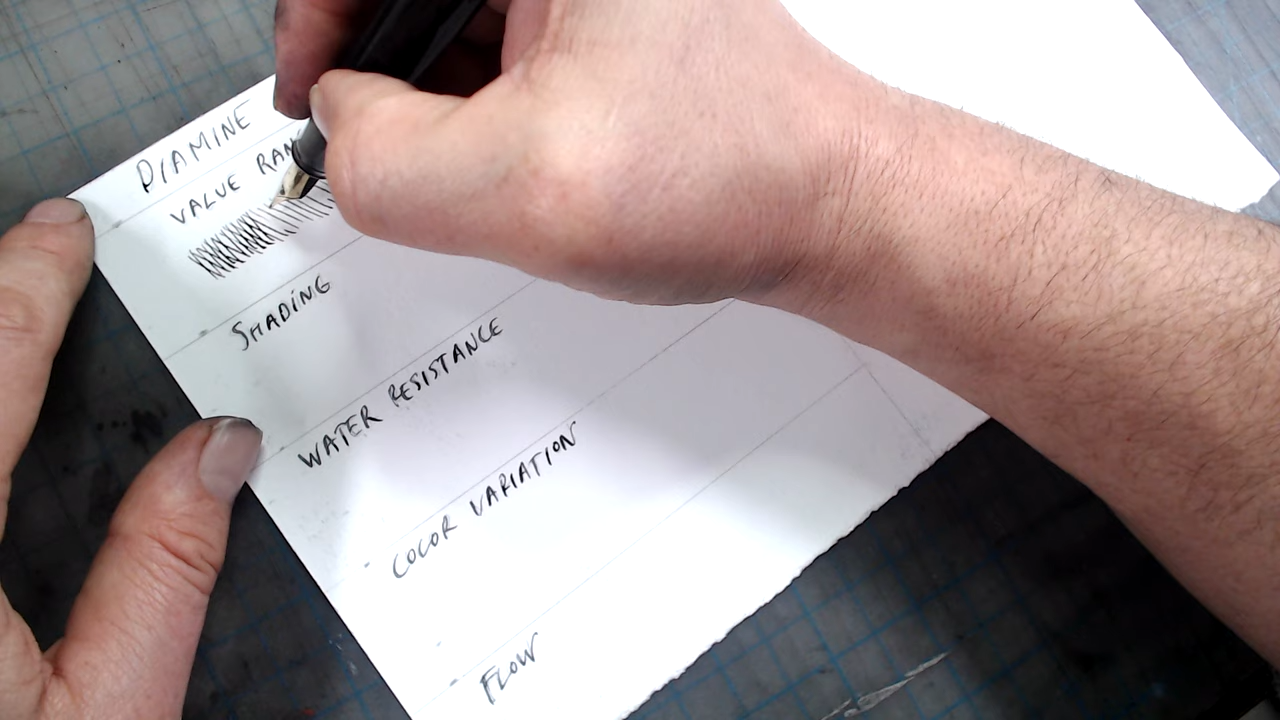 DIAMINE
VALUE RAN
SHADING
WATER RESISTANCE
COLOR VARIATION
FLOW